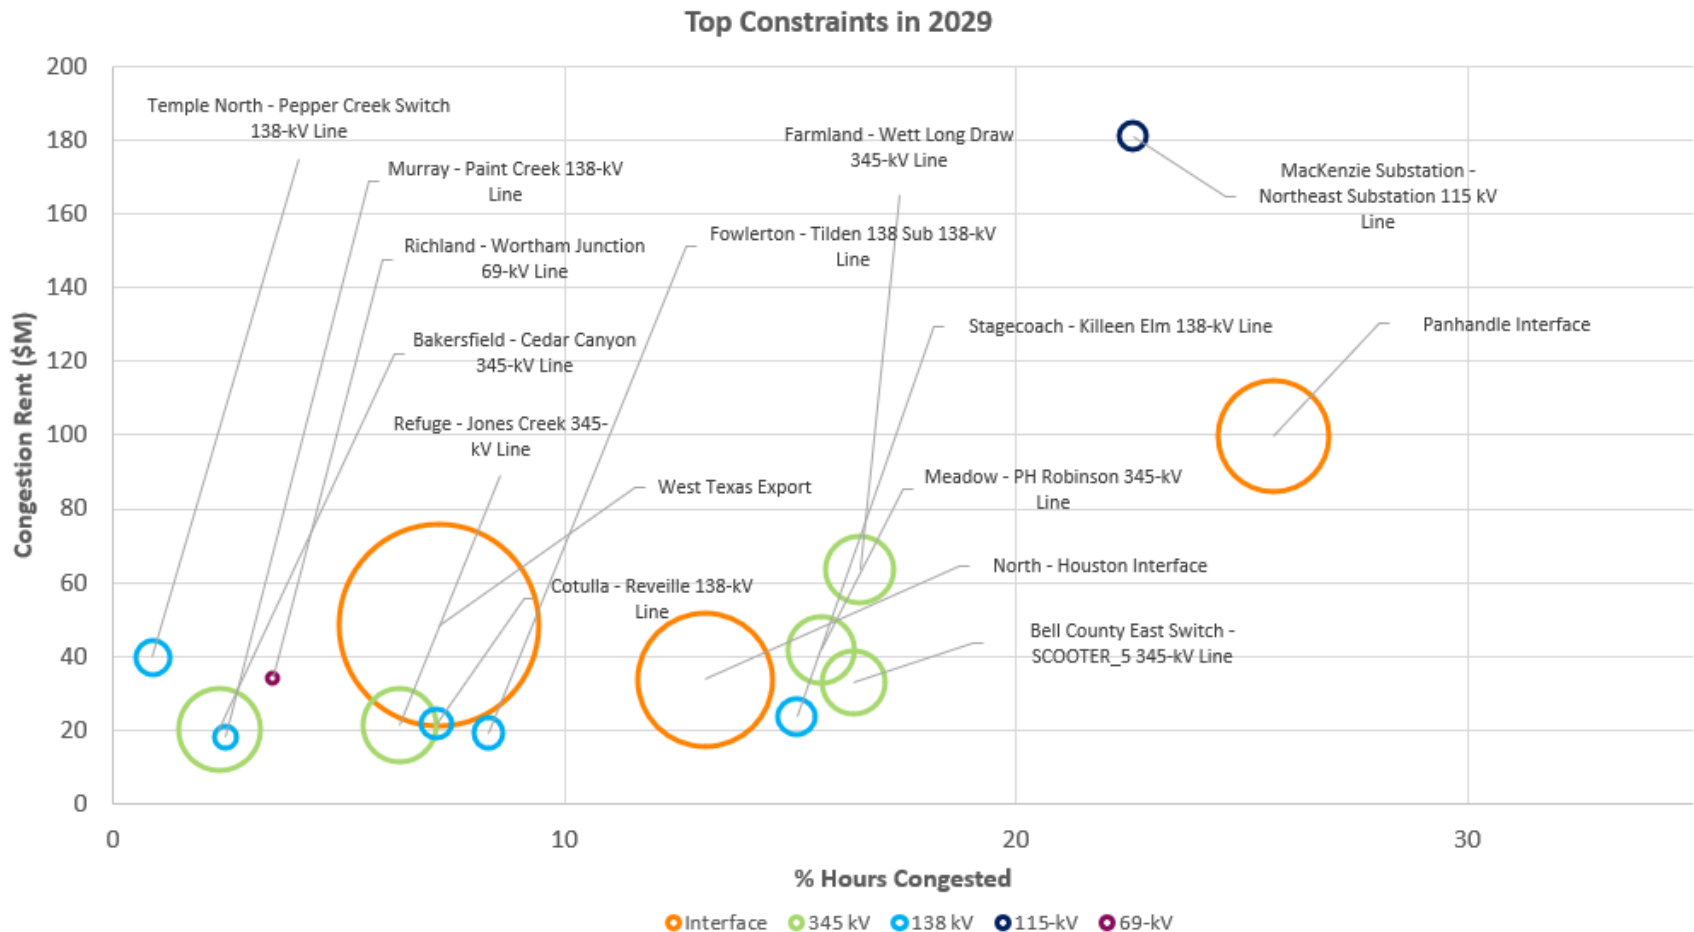 Top Constraints in 2029
200
180
160
140
120
100
80
60
40
20
0
Congestion Rent ($M)
Temple North - Pepper Creek Switch
138-kV Line
Murray - Paint Creek 138-kV
Line
Richland - Wortham Junction
69-kV Line
Bakersfield - Cedar Canyon
345-kV Line
Refuge - Jones Creek 345-
kV Line
West Texas Export
Cotulla - Reveille 138-kV
Line
Fowlerton - Tilden 138 Sub 138-kV
Line
Farmland - Wett Long Draw
345-kV Line
MacKenzie Substation -
Northeast Substation 115 kV
Line
Stagecoach - Killeen Elm 138-kV Line
Panhandle Interface
Meadow - PH Robinson 345-kV
Line
North - Houston Interface
Bell County East Switch -
SCOOTER_5 345-kV Line
0 10 20 30
% Hours Congested
Interface 345 kV 138 kV 115-kV 69-kV